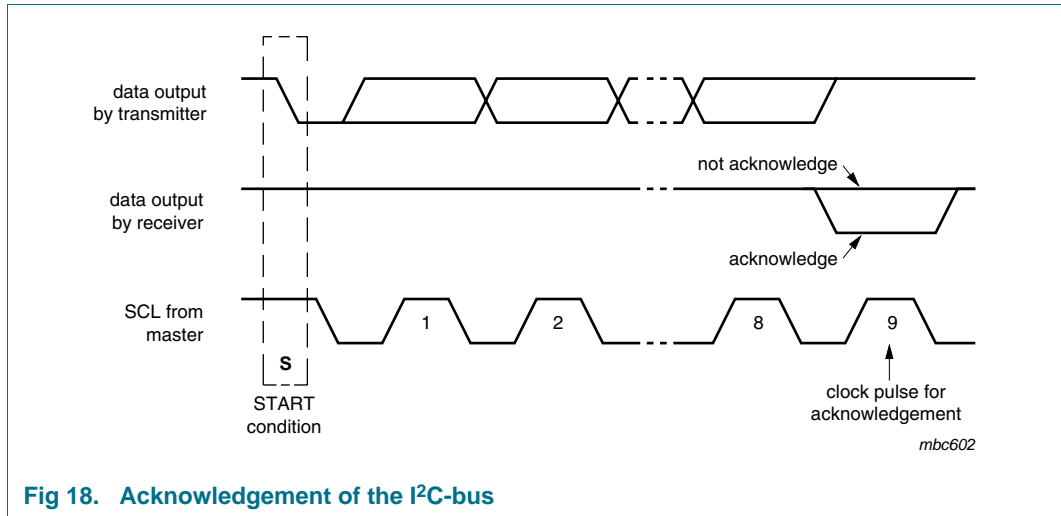 data output
by transmitter
not acknowledge
data output
by receiver
acknowledge
SCL from
master
1
2
8
9
S
START
condition
clock pulse for
acknowledgement
mbc602
Fig 18. Acknowledgement of the I²C-bus